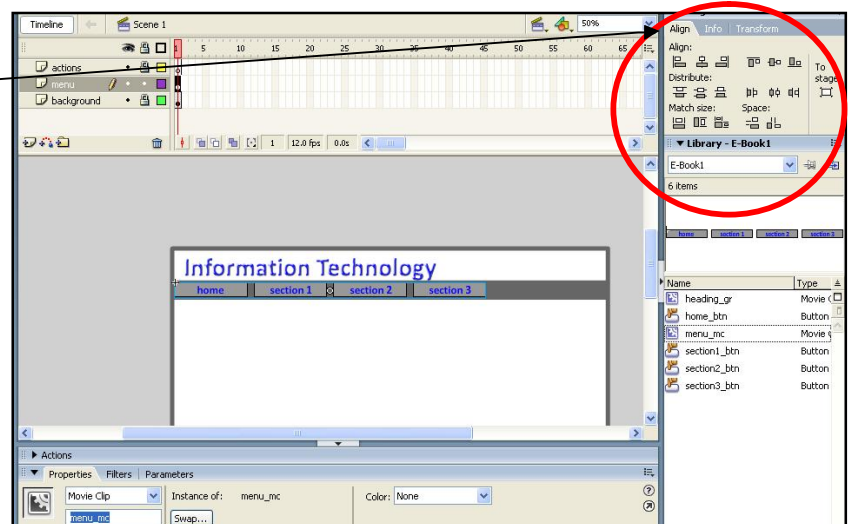 Timeline Scene 1 50%
1 5 10 15 20 25 30 35 40 45 50 55 60 65
actions
menu
background
1 12.0 fps 0.0s
Align Info Transform
Align:
To
stage
Distribute:
Match size: Space:
Library - E-Book1
E-Book1
6 items
home section 1 section 2 section 3
Name Type
heading_gr Movie
home_btn Button
menu_mc Movie
section1_btn Button
section2_btn Button
section3_btn Button
Information Technology
home section 1 section 2 section 3
Actions
Properties Filters Parameters
Movie Clip Instance of: menu_mc Color: None
menu_mc Swap...